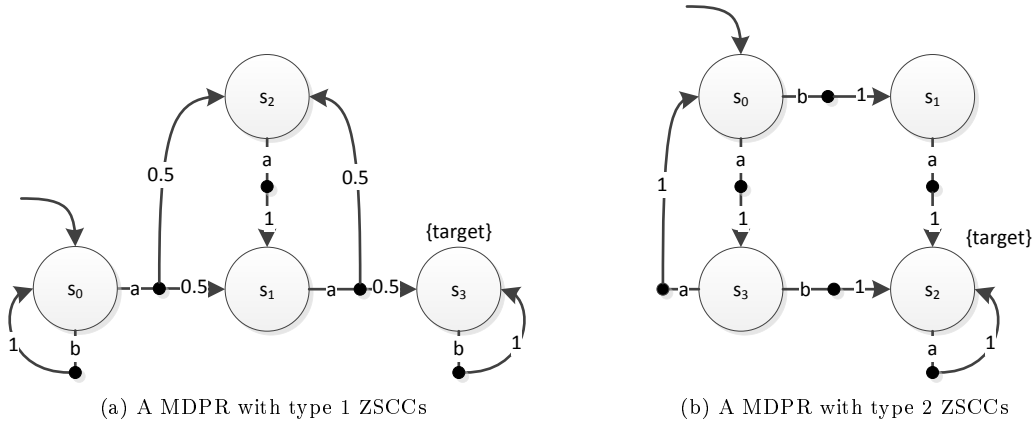 s2
a
1
0.5
0.5
{target}
s0
a
0.5
s1
a
0.5
s3
b
1
b
1
(a) A MDPR with type 1 ZSCCs
s0
b
1
s1
a
1
a
1
1
{target}
a
s3
b
1
s2
a
1
(b) A MDPR with type 2 ZSCCs